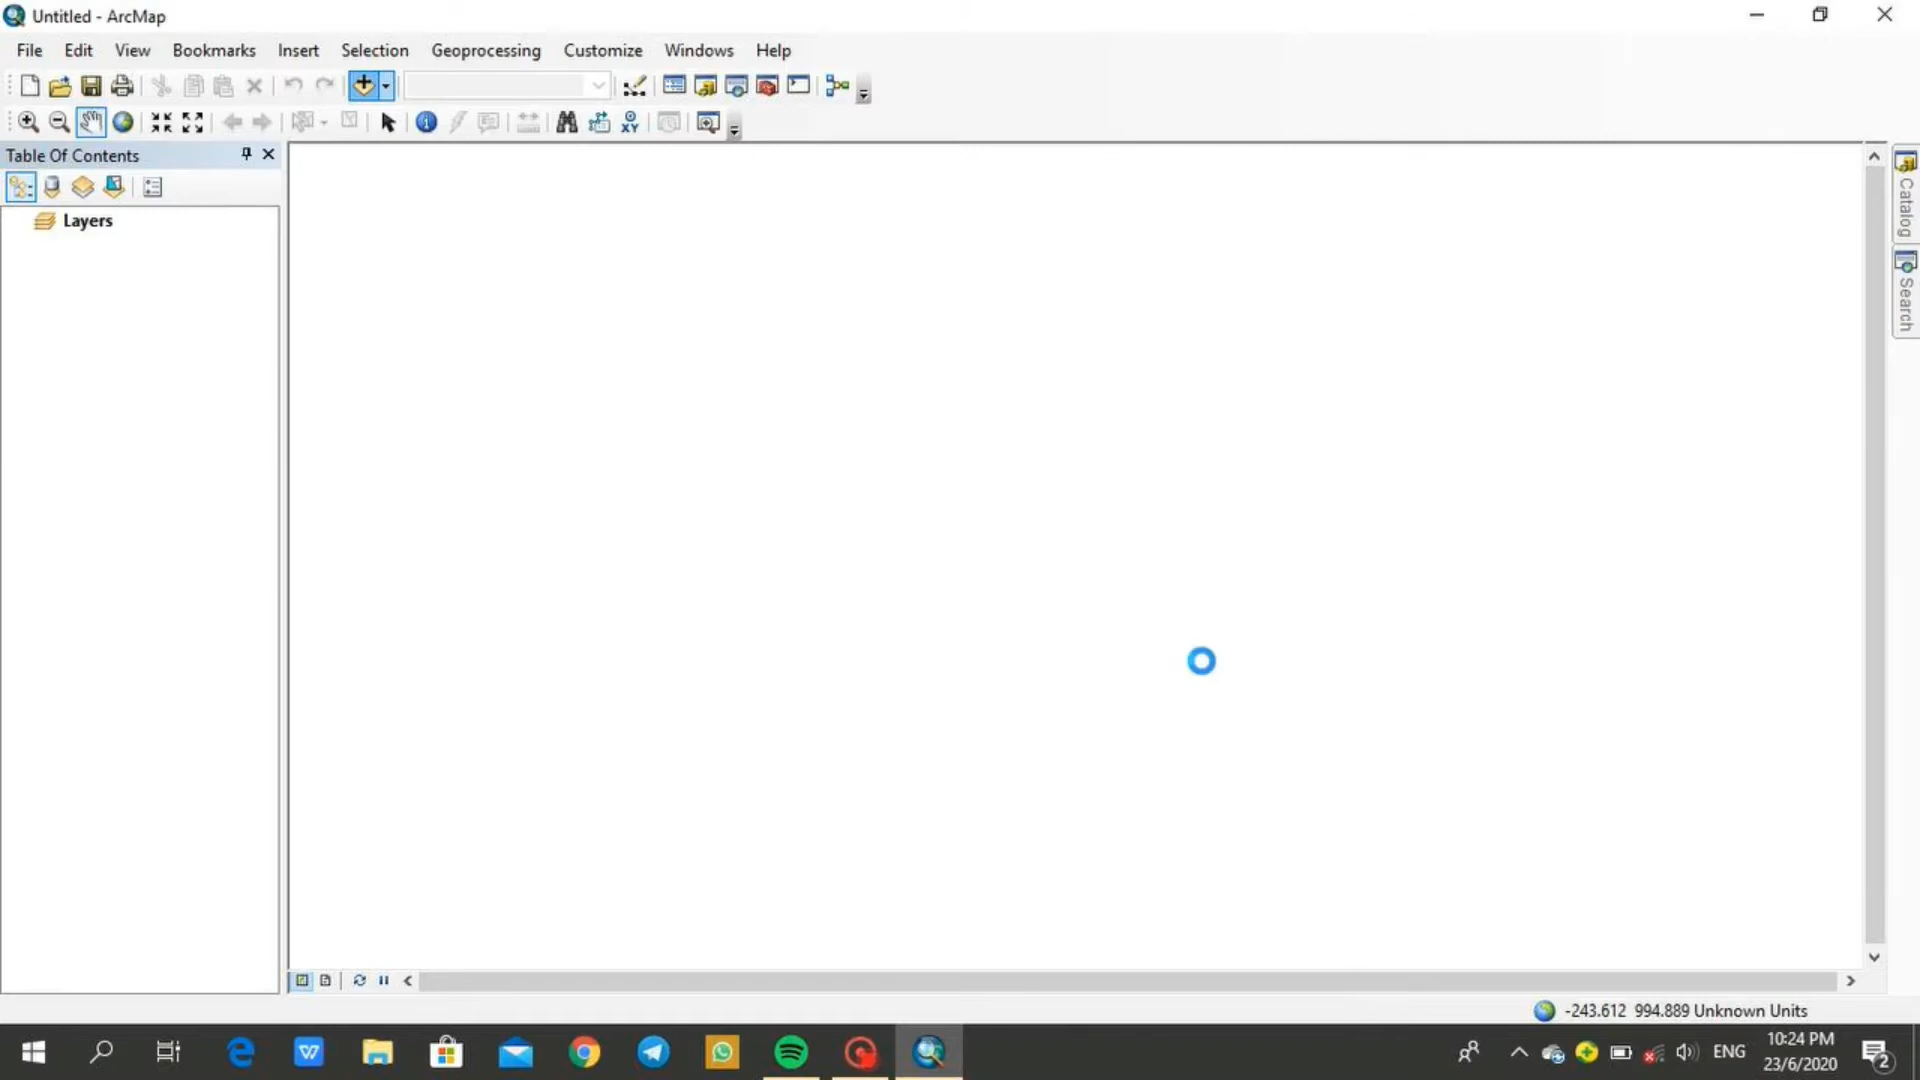 Untitled - ArcMap
File Edit View Bookmarks Insert Selection Geoprocessing Customize Windows Help
Table Of Contents
Layers
Catalog
Search
-243.612 994.889 Unknown Units
ENG
10:24 PM
23/6/2020
2